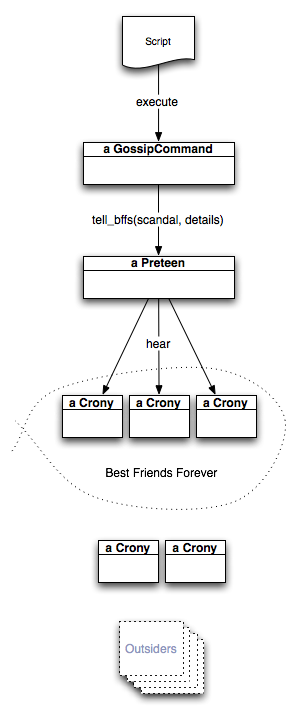 Script
execute
a GossipCommand
tell_bffs(scandal, details)
a Preteen
hear
a Crony
a Crony
a Crony
Best Friends Forever
a Crony
a Crony
Outsiders